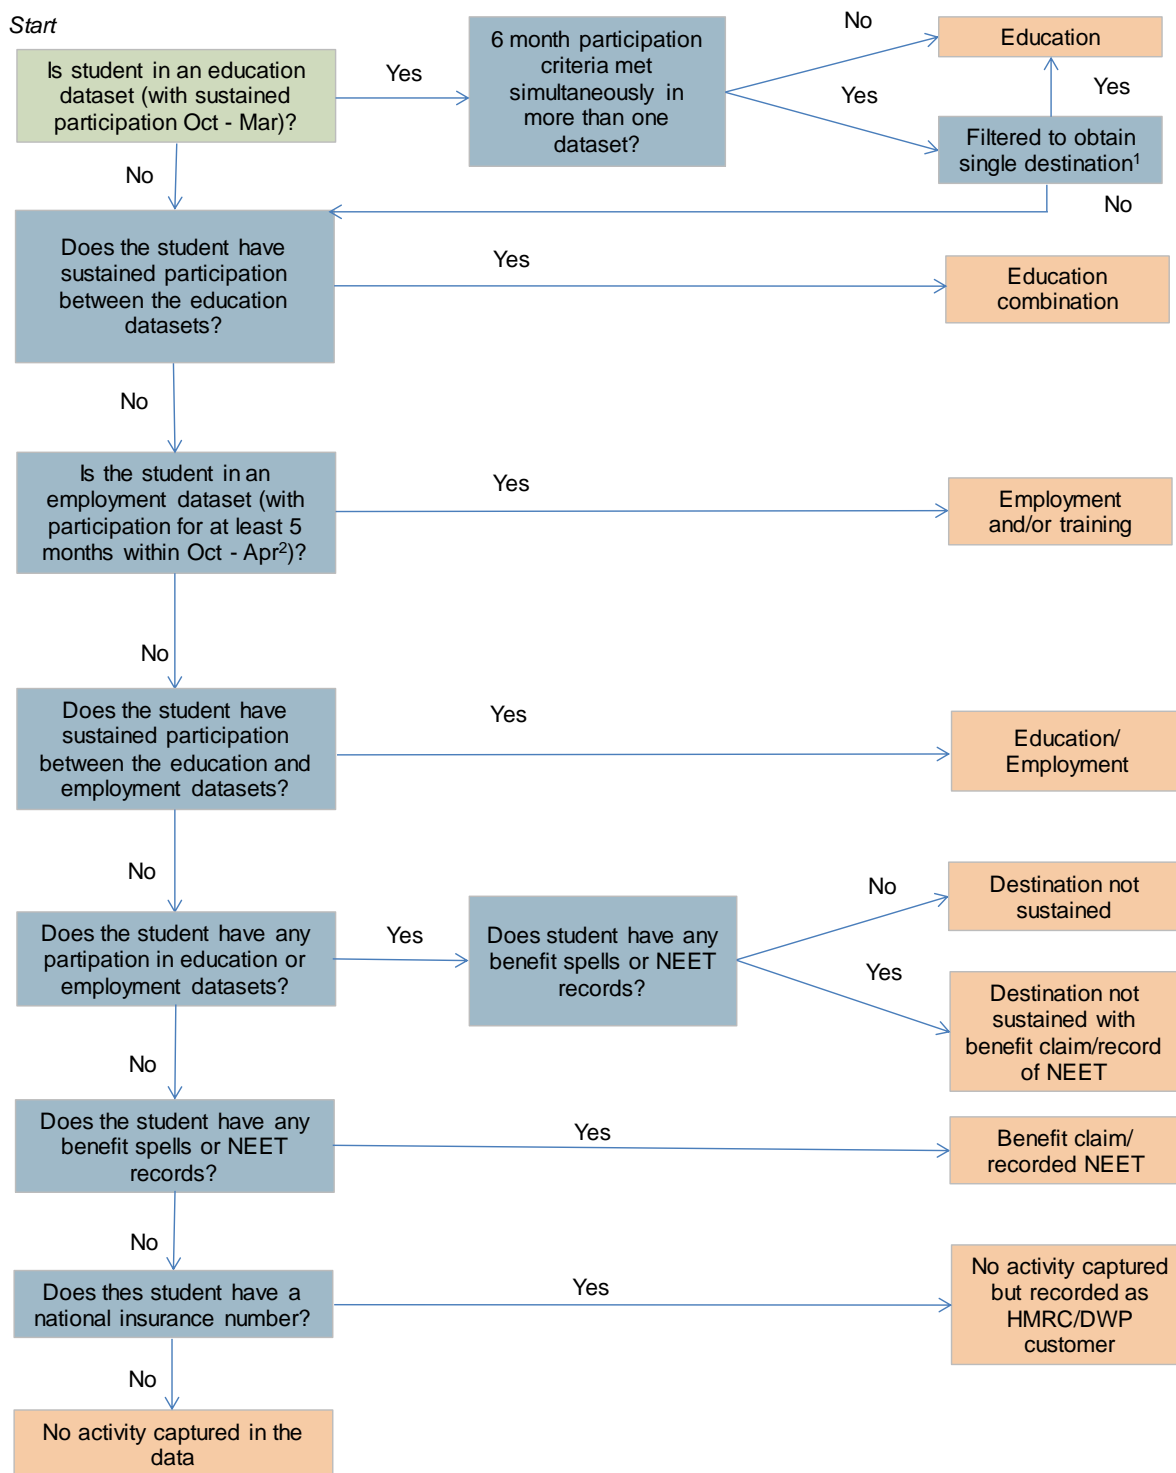 Start
Is student in an education
dataset (with sustained
participation Oct - Mar)?
Yes
6 month participation
criteria met
simultaneously in
more than one
dataset?
No
Education
Yes
Yes
Filtered to obtain
single destination¹
No
No
Does the student have
sustained participation
between the education
datasets?
Yes
Education
combination
No
Is the student in an
employment dataset (with
participation for at least 5
months within Oct - Apr²)?
Yes
Employment
and/or training
No
Does the student have
sustained participation
between the education and
employment datasets?
Yes
Education/
Employment
No
Does the student have any
partipation in education or
employment datasets?
Yes
Does student have any
benefit spells or NEET
records?
No
Destination not
sustained
Yes
Destination not
sustained with
benefit claim/record
of NEET
No
Does the student have any
benefit spells or NEET
records?
Yes
Benefit claim/
recorded NEET
No
Does thes student have a
national insurance number?
Yes
No activity captured
but recorded as
HMRC/DWP
customer
No
No activity captured in the
data